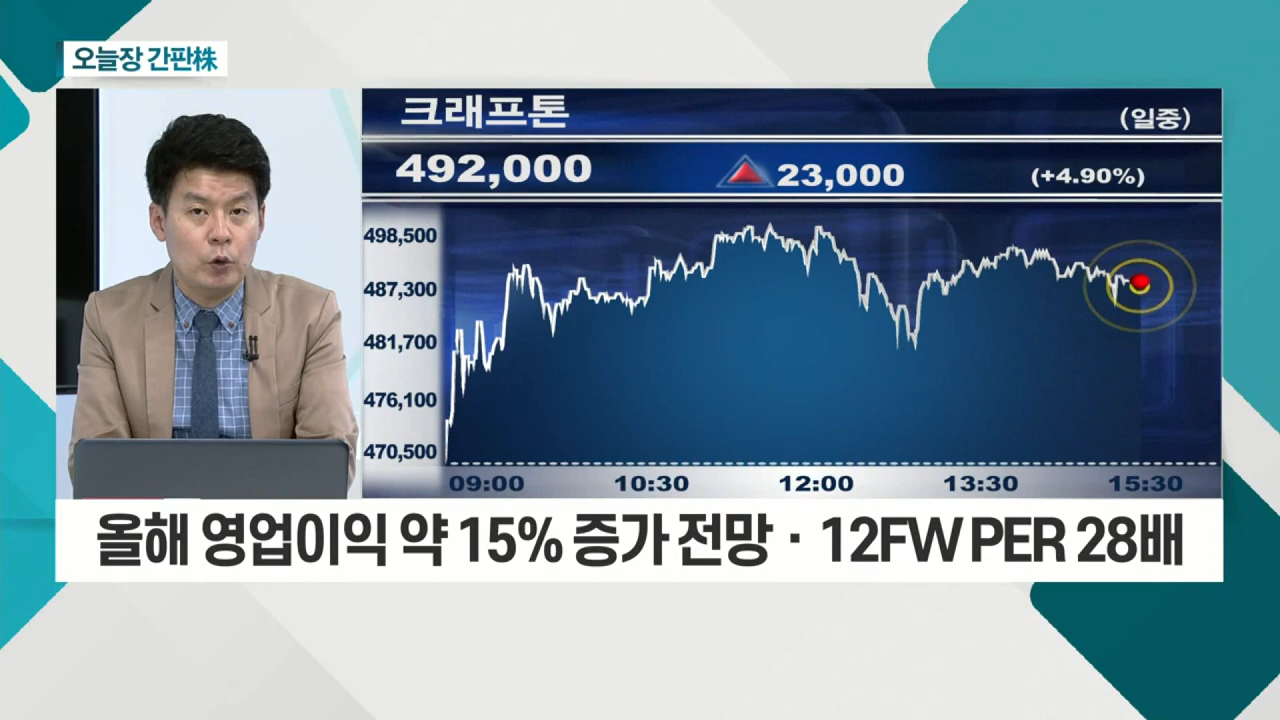 오늘장 간판株
크래프톤 (일중)
492,000 23,000 (+4.90%)
498,500
487,300
481,700
476,100
470,500
09:00 10:30 12:00 13:30 15:30
올해 영업이익 약 15% 증가 전망 · 12FW PER 28배